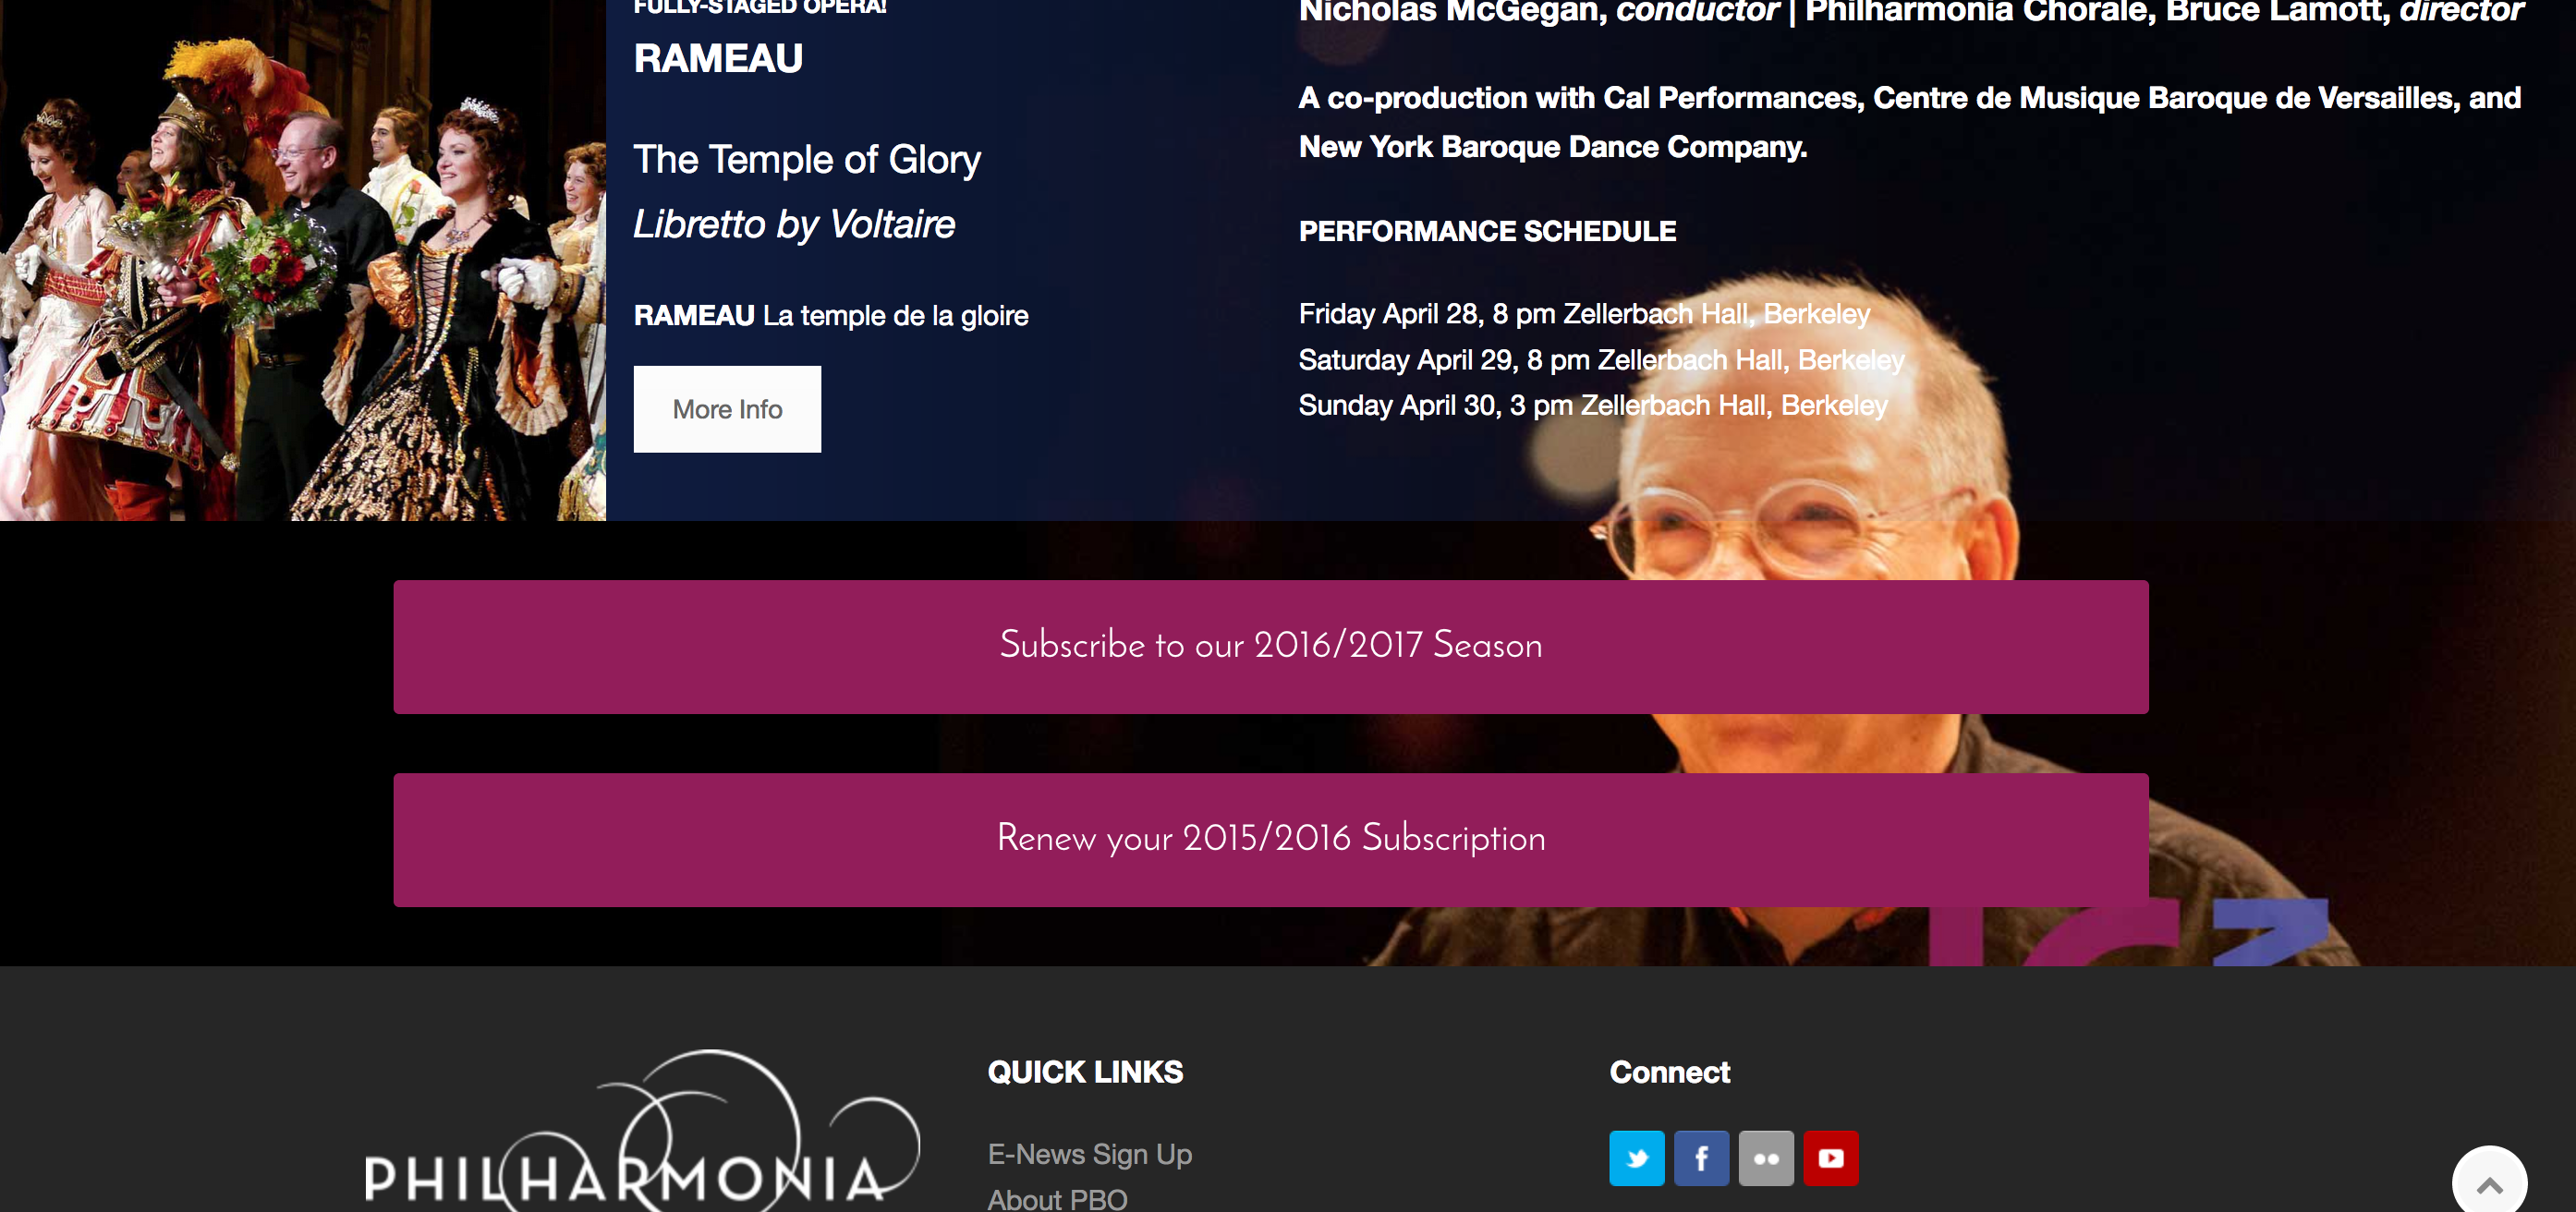 FULLY-STAGED OPERA!
RAMEAU
The Temple of Glory
Libretto by Voltaire
RAMEAU La temple de la gloire
More Info
Nicholas McGegan, conductor | Philharmonia Chorale, Bruce Lamott, director
A co-production with Cal Performances, Centre de Musique Baroque de Versailles, and
New York Baroque Dance Company.
PERFORMANCE SCHEDULE
Friday April 28, 8 pm Zellerbach Hall, Berkeley
Saturday April 29, 8 pm Zellerbach Hall, Berkeley
Sunday April 30, 3 pm Zellerbach Hall, Berkeley
Subscribe to our 2016/2017 Season
Renew your 2015/2016 Subscription
PHILHARMONIA
QUICK LINKS
E-News Sign Up
About PBO
Connect